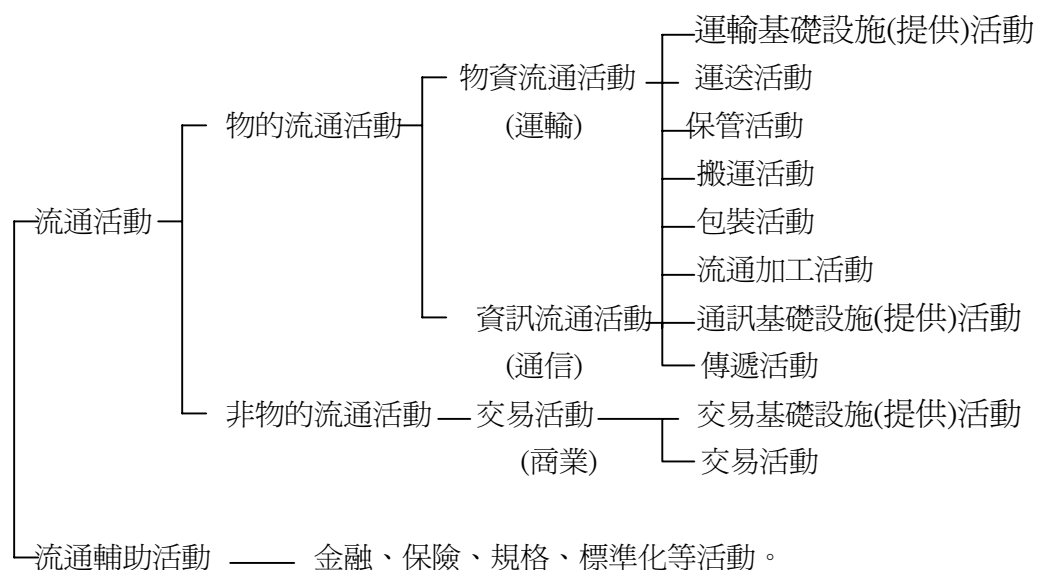 運輸基礎設施(提供)活動
物資流通活動 運送活動
物的流通活動 (運輸) 保管活動
搬運活動
流通活動 包裝活動
流通加工活動
資訊流通活動 通訊基礎設施(提供)活動
(通信) 傳遞活動
非物的流通活動 交易活動 交易基礎設施(提供)活動
(商業) 交易活動
流通輔助活動 金融、保險、規格、標準化等活動。